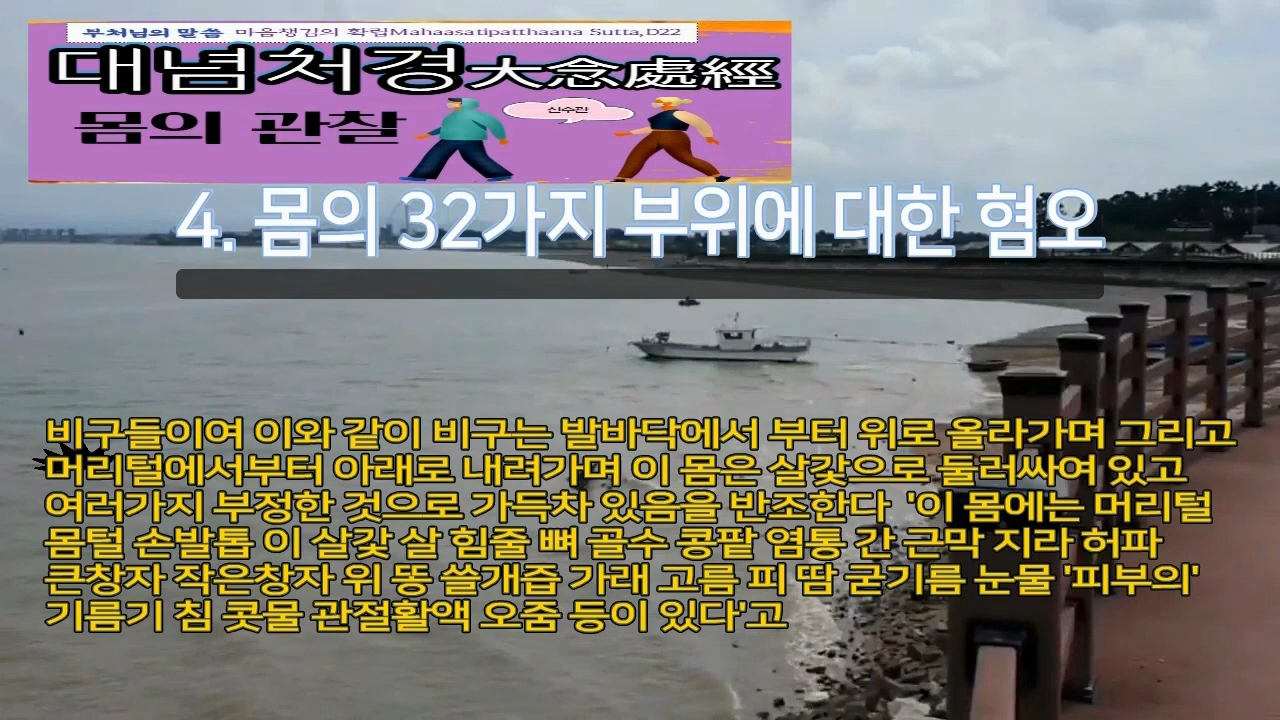 부처님의 말씀 마음챙김의 확립Mahaasatipatthaana Sutta,D22
대념처경大念處經
몸의 관찰
신수관
4. 몸의 32가지 부위에 대한 혐오
비구들이여 이와 같이 비구는 발바닥에서 부터 위로 올라가며 그리고
머리털에서부터 아래로 내려가며 이 몸은 살갗으로 둘러싸여 있고
여러가지 부정한 것으로 가득차 있음을 반조한다 '이 몸에는 머리털
몸털 손발톱 이 살갗 살 힘줄 뼈 골수 콩팥 염통 간 근막 지라 허파
큰창자 작은창자 위 똥 쓸개즙 가래 고름 피 땀 굳기름 눈물 '피부의'
기름기 침 콧물 관절활액 오줌 등이 있다'고